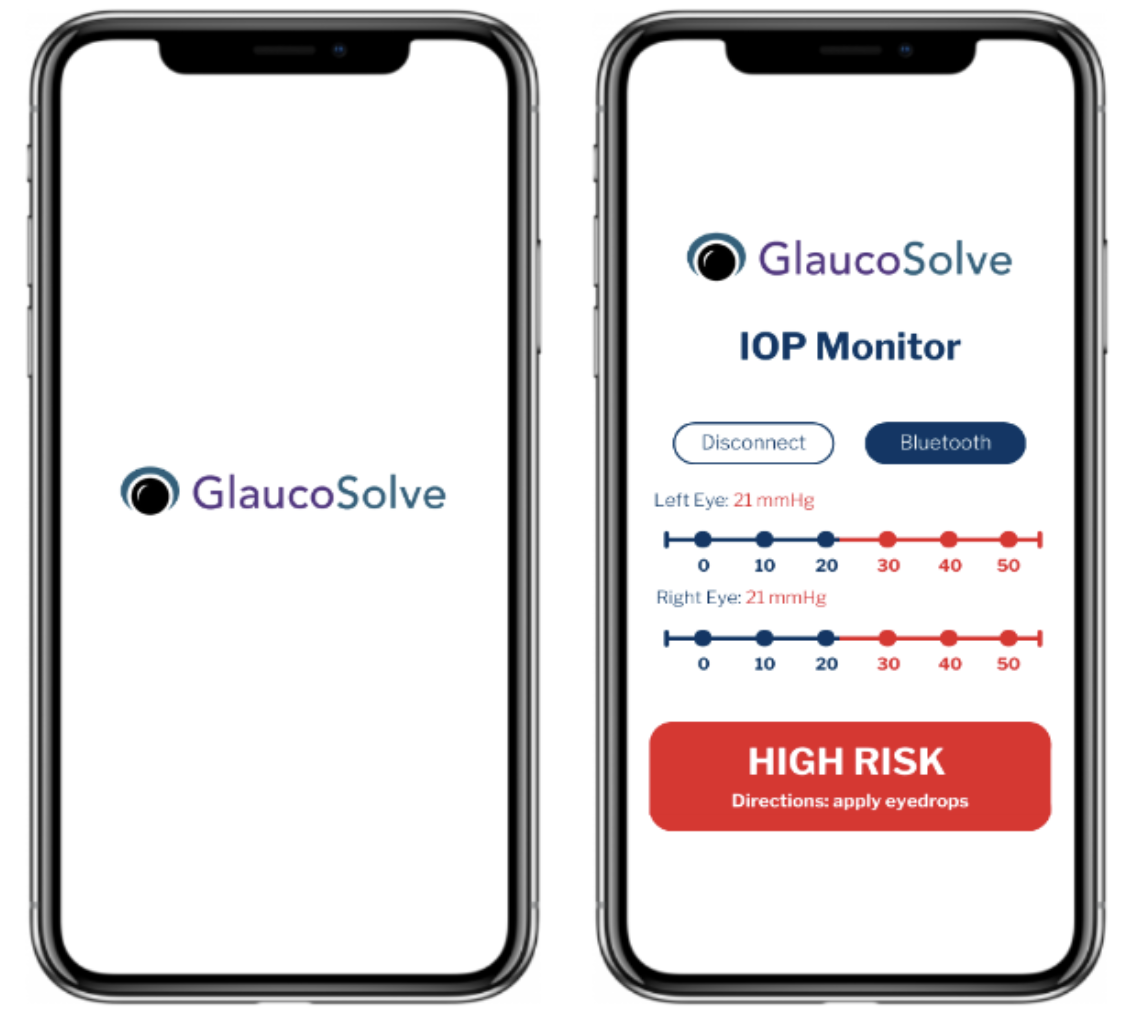 GlaucoSolve
GlaucoSolve
IOP Monitor
Disconnect Bluetooth
Left Eye: 21 mmHg
0 10 20 30 40 50
Right Eye: 21 mmHg
0 10 20 30 40 50
HIGH RISK
Directions: apply eyedrops